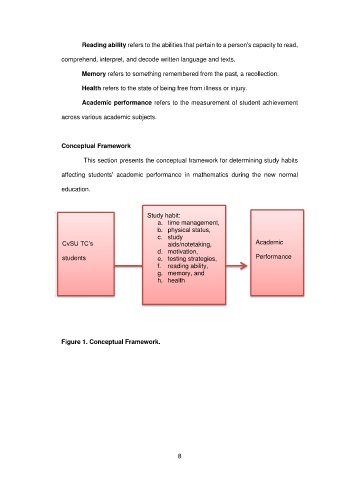 Reading ability refers to the abilities that pertain to a person's capacity to read,
comprehend, interpret, and decode written language and texts.
Memory refers to something remembered from the past, a recollection.
Health refers to the state of being free from illness or injury.
Academic performance refers to the measurement of student achievement
across various academic subjects.
Conceptual Framework
This section presents the conceptual framework for determining study habits
affecting students' academic performance in mathematics during the new normal
education.
CvSU TC's
students
Study habit:
a. time management,
b. physical status,
c. study
aids/notetaking,
d. motivation,
e. testing strategies,
f. reading ability,
g. memory, and
h. health
Academic
Performance
Figure 1. Conceptual Framework.
8